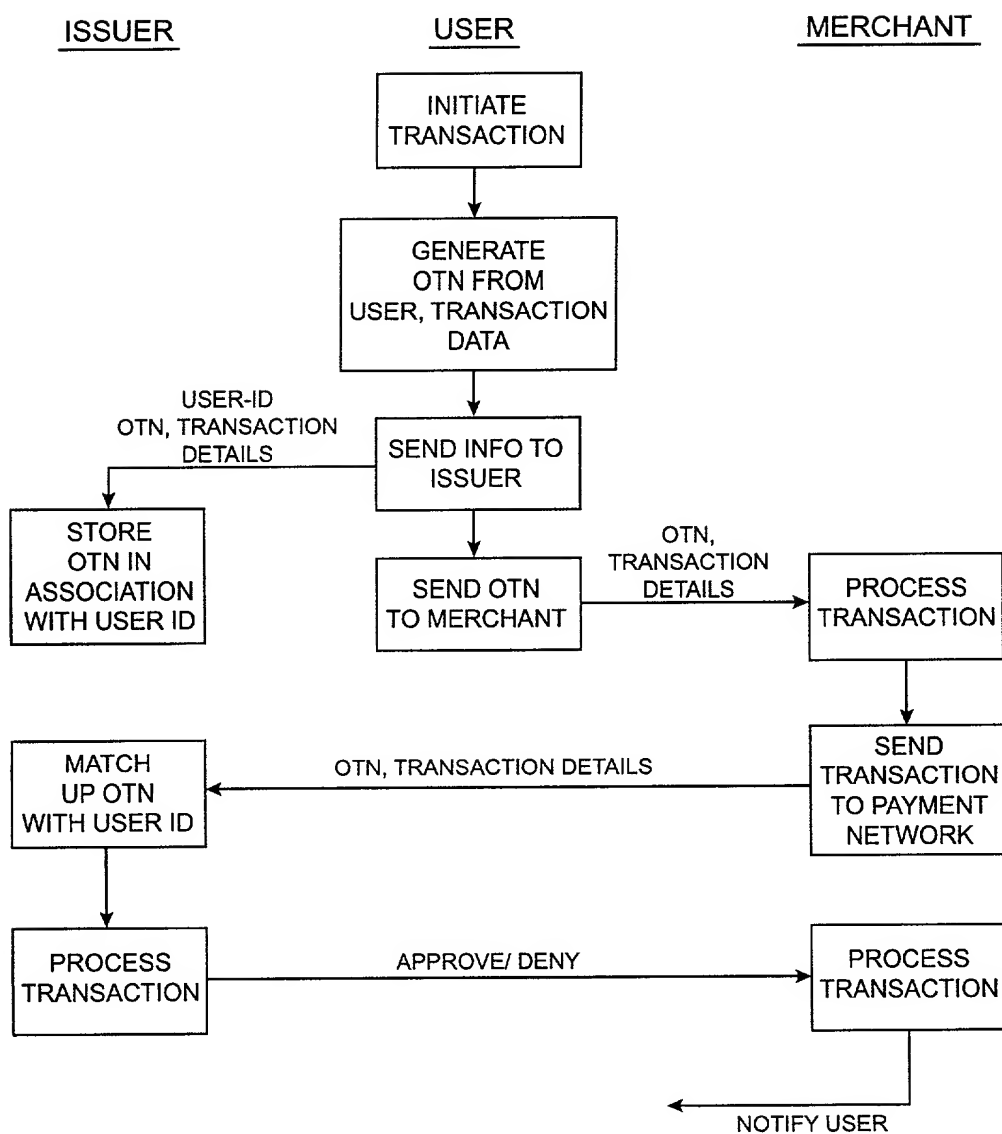 ISSUER
USER
MERCHANT
INITIATE
TRANSACTION
GENERATE
OTN FROM
USER, TRANSACTION
DATA
USER-ID
OTN, TRANSACTION
DETAILS
SEND INFO TO
ISSUER
STORE
OTN IN
ASSOCIATION
WITH USER ID
SEND OTN
TO MERCHANT
OTN,
TRANSACTION
DETAILS
PROCESS
TRANSACTION
SEND
TRANSACTION
TO PAYMENT
NETWORK
OTN, TRANSACTION DETAILS
MATCH
UP OTN
WITH USER ID
PROCESS
TRANSACTION
APPROVE/ DENY
PROCESS
TRANSACTION
NOTIFY USER